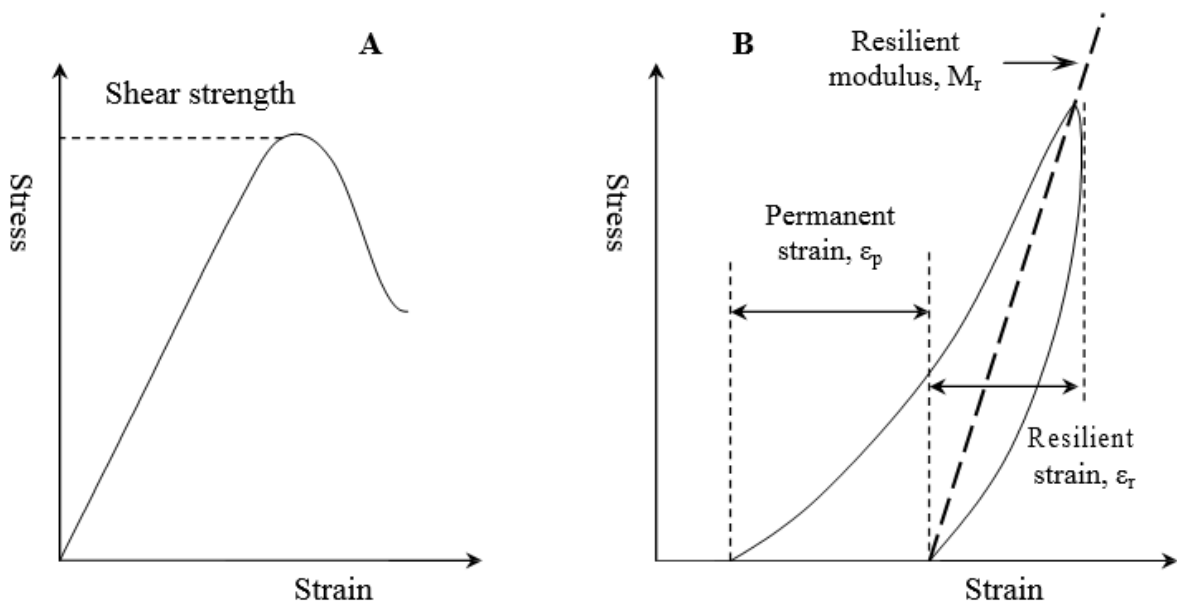 A
Shear strength
Stress
Strain
B
Resilient
modulus, Mᵣ
Stress
Permanent
strain, εₚ
Resilient
strain, εᵣ
Strain